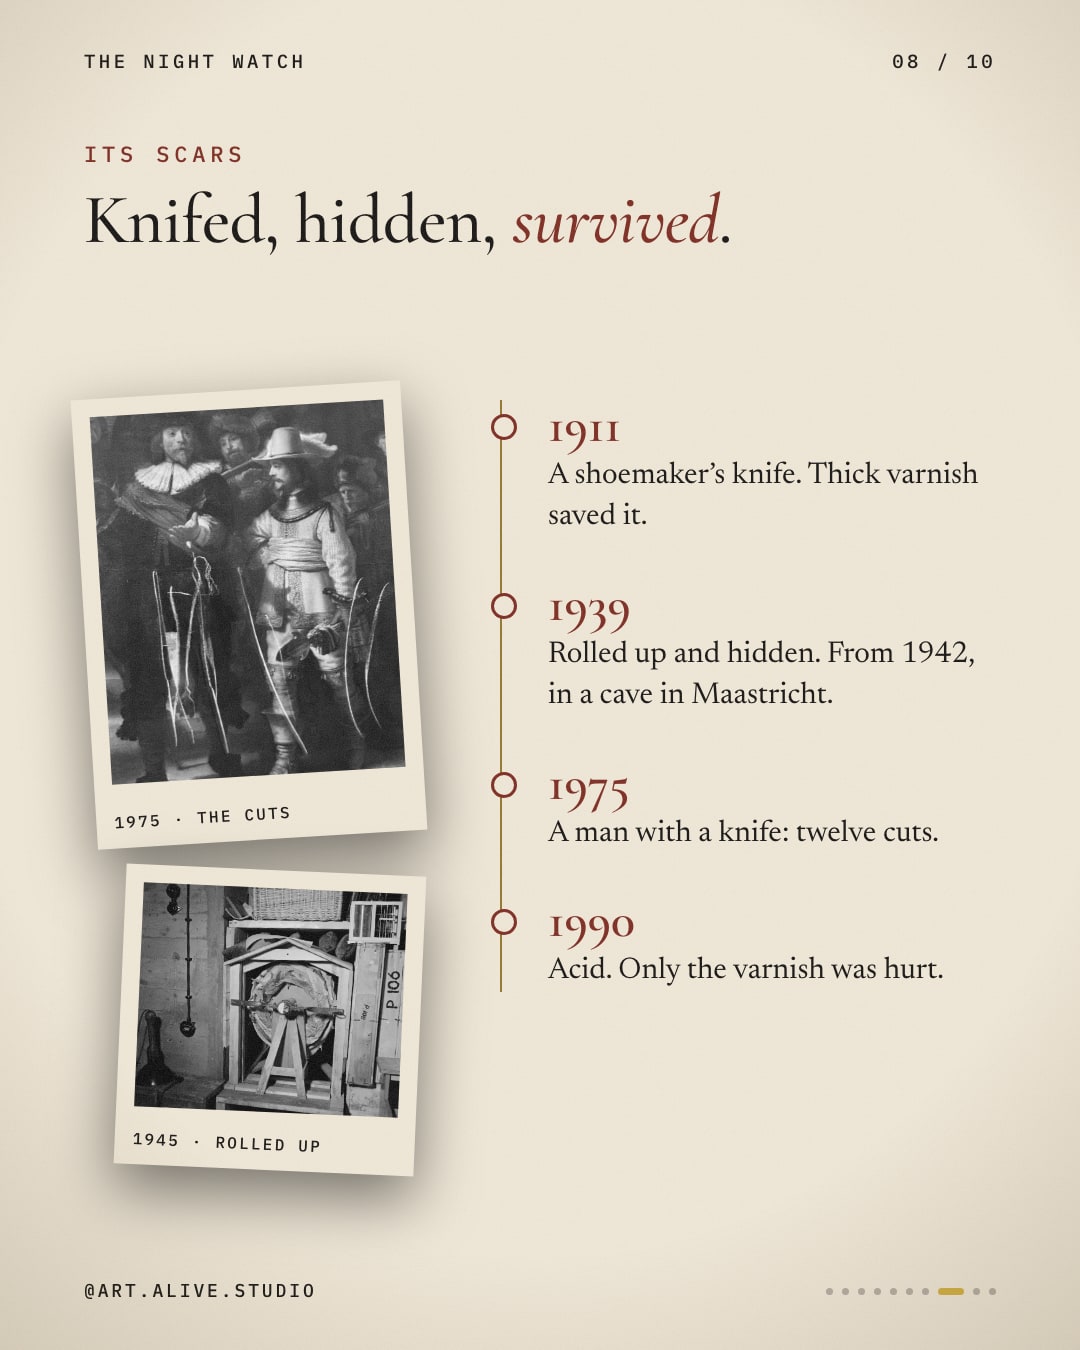 THE NIGHT WATCH
08 / 10
ITS SCARS
Knifed, hidden, survived.
1975 · THE CUTS
P 106
1945 · ROLLED UP
1911
A shoemaker’s knife. Thick varnish
saved it.
1939
Rolled up and hidden. From 1942,
in a cave in Maastricht.
1975
A man with a knife: twelve cuts.
1990
Acid. Only the varnish was hurt.
@ART.ALIVE.STUDIO